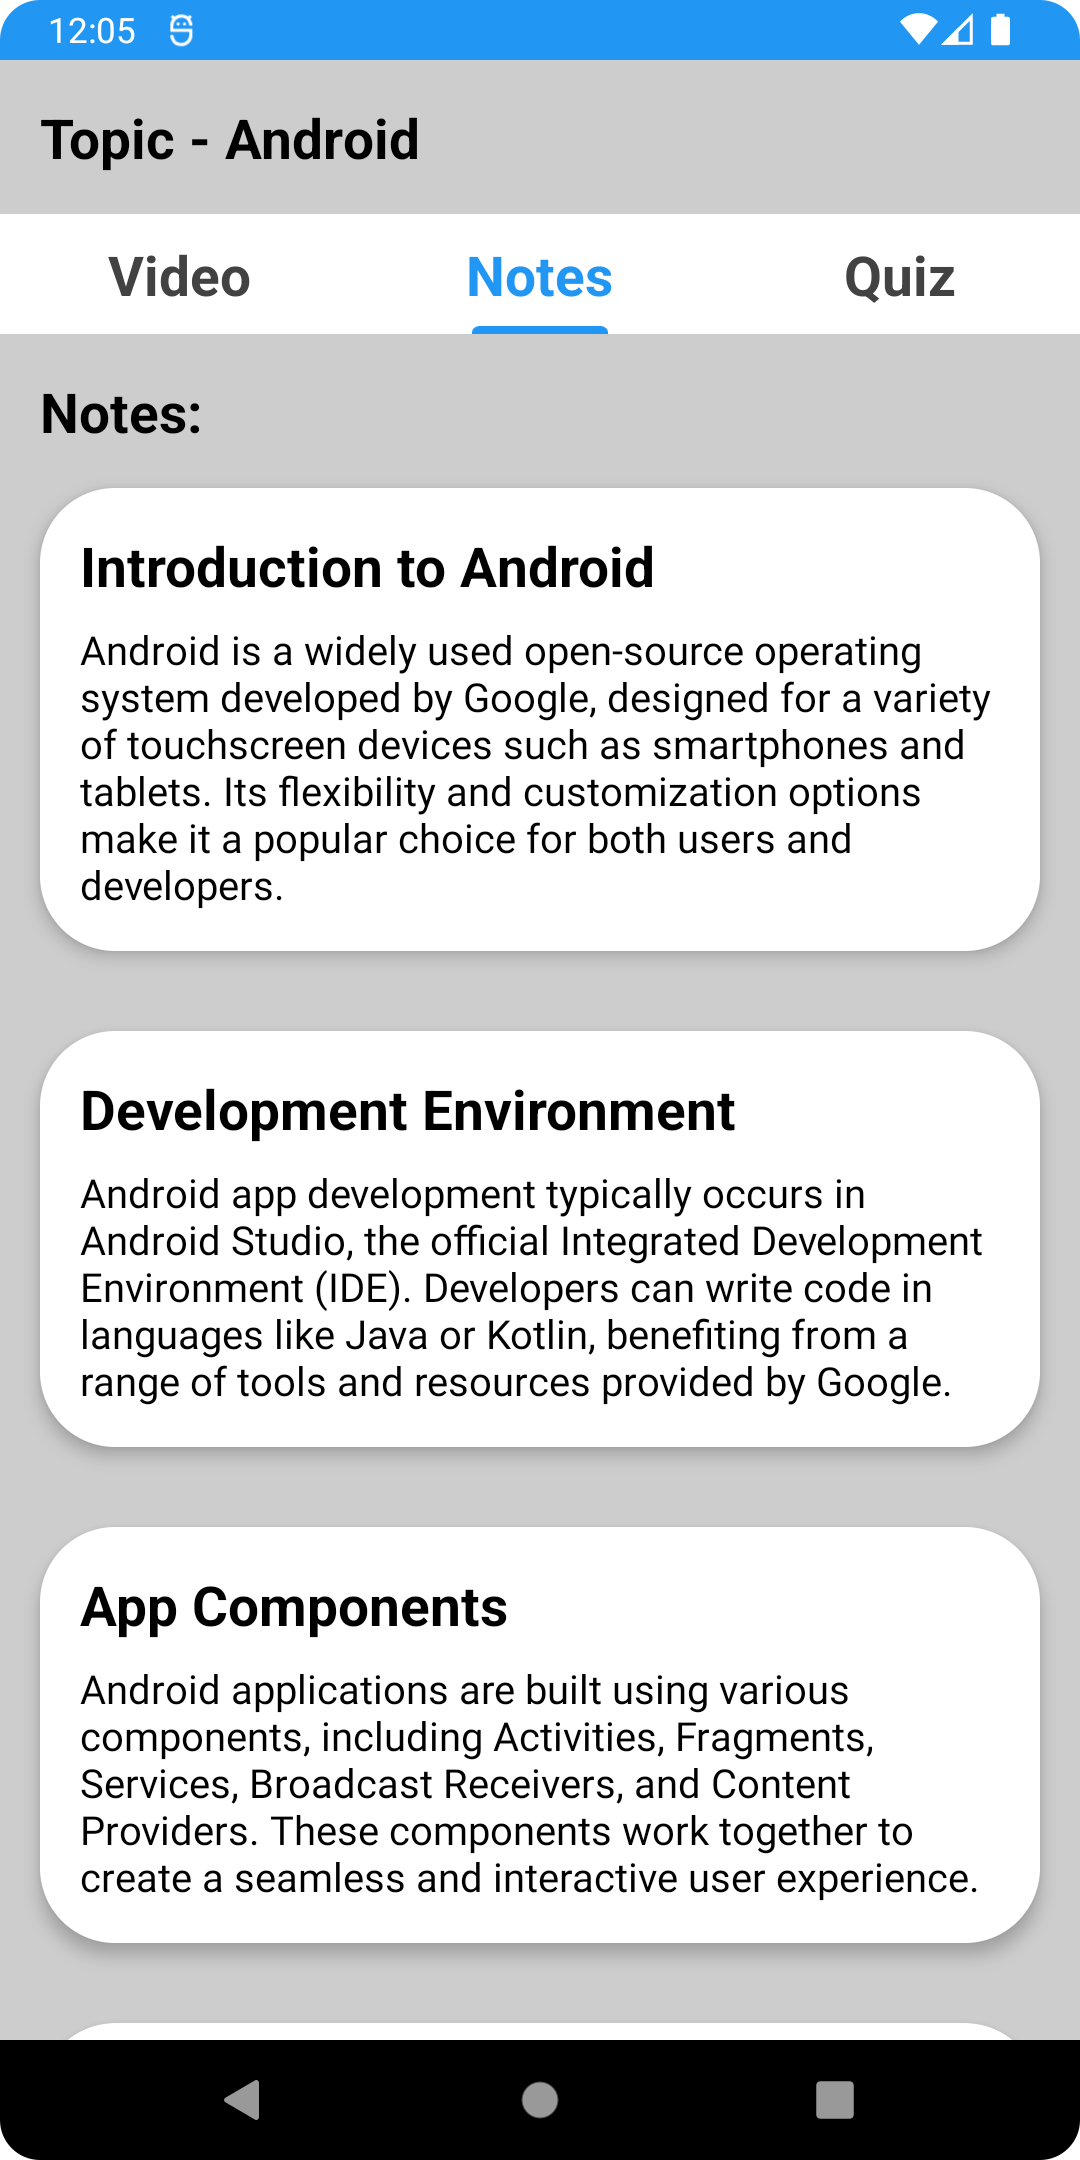 12:05
Topic - Android
Video Notes Quiz
Notes:
Introduction to Android
Android is a widely used open-source operating
system developed by Google, designed for a variety
of touchscreen devices such as smartphones and
tablets. Its flexibility and customization options
make it a popular choice for both users and
developers.
Development Environment
Android app development typically occurs in
Android Studio, the official Integrated Development
Environment (IDE). Developers can write code in
languages like Java or Kotlin, benefiting from a
range of tools and resources provided by Google.
App Components
Android applications are built using various
components, including Activities, Fragments,
Services, Broadcast Receivers, and Content
Providers. These components work together to
create a seamless and interactive user experience.